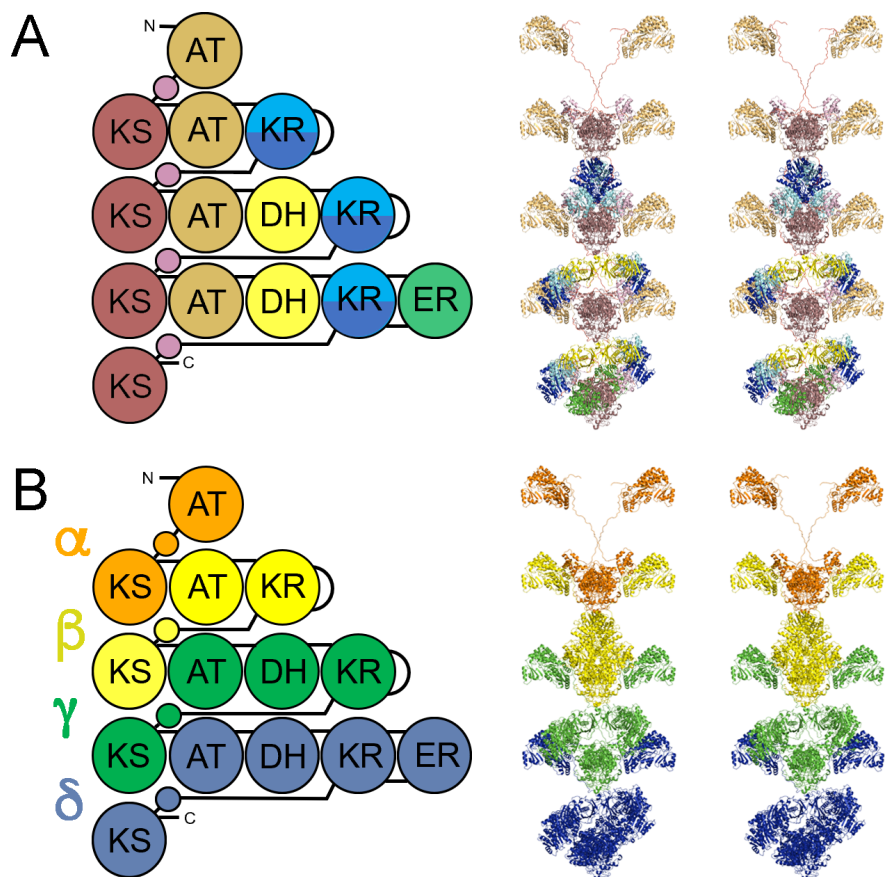 A
N
AT
KS AT KR
KS AT DH KR
KS AT DH KR ER
C
KS
B
N
AT
α
KS AT KR
β
KS AT DH KR
γ
KS AT DH KR ER
δ
C
KS